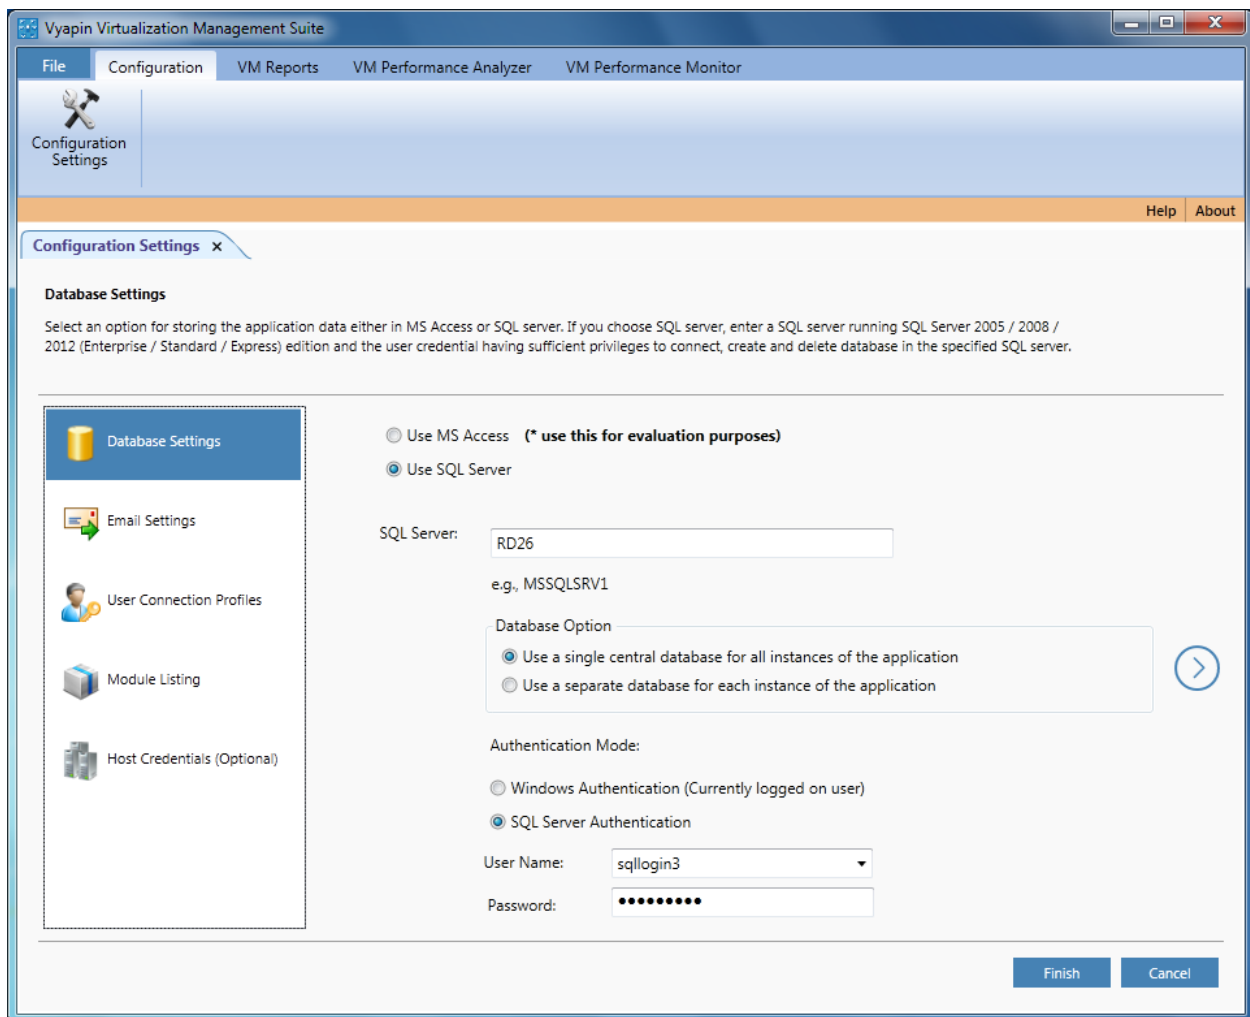 Vyapin Virtualization Management Suite
File
Configuration
VM Reports
VM Performance Analyzer
VM Performance Monitor
Configuration
Settings
Help
About
Configuration Settings x
Database Settings
Select an option for storing the application data either in MS Access or SQL server. If you choose SQL server, enter a SQL server running SQL Server 2005 / 2008 /
2012 (Enterprise / Standard / Express) edition and the user credential having sufficient privileges to connect, create and delete database in the specified SQL server.
Database Settings
Email Settings
User Connection Profiles
Module Listing
Host Credentials (Optional)
Use MS Access (* use this for evaluation purposes)
Use SQL Server
SQL Server:
RD26
e.g., MSSQLSRV1
Database Option
Use a single central database for all instances of the application
Use a separate database for each instance of the application
Authentication Mode:
Windows Authentication (Currently logged on user)
SQL Server Authentication
User Name:
sqllogin3
Password:
•••••••••
Finish
Cancel